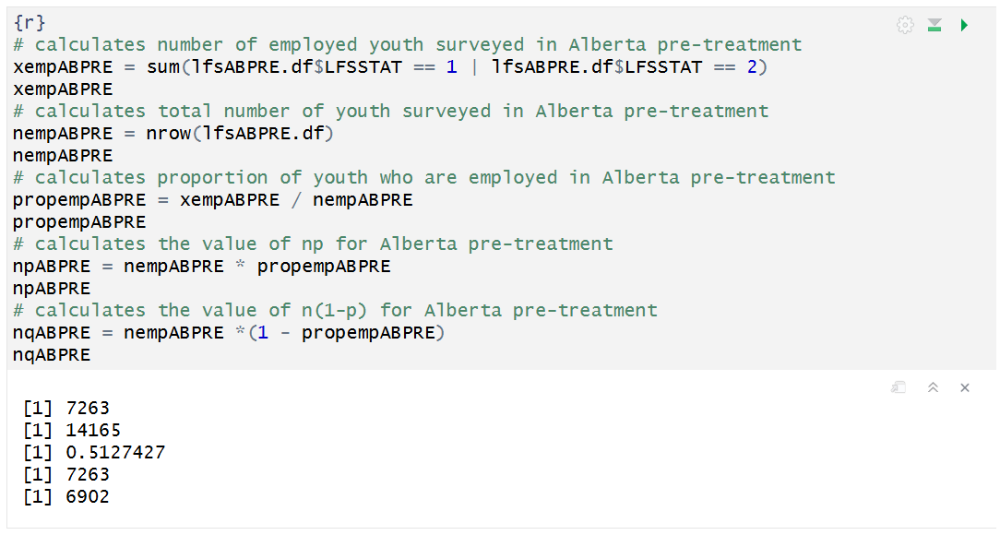 {r}
# calculates number of employed youth surveyed in Alberta pre-treatment
xempABPRE = sum(lfsABPRE.df$LFSSTAT == 1 | lfsABPRE.df$LFSSTAT == 2)
xempABPRE
# calculates total number of youth surveyed in Alberta pre-treatment
nempABPRE = nrow(lfsABPRE.df)
nempABPRE
# calculates proportion of youth who are employed in Alberta pre-treatment
propempABPRE = xempABPRE / nempABPRE
propempABPRE
# calculates the value of np for Alberta pre-treatment
npABPRE = nempABPRE * propempABPRE
npABPRE
# calculates the value of n(1-p) for Alberta pre-treatment
nqABPRE = nempABPRE *(1 - propempABPRE)
nqABPRE
[1] 7263
[1] 14165
[1] 0.5127427
[1] 7263
[1] 6902